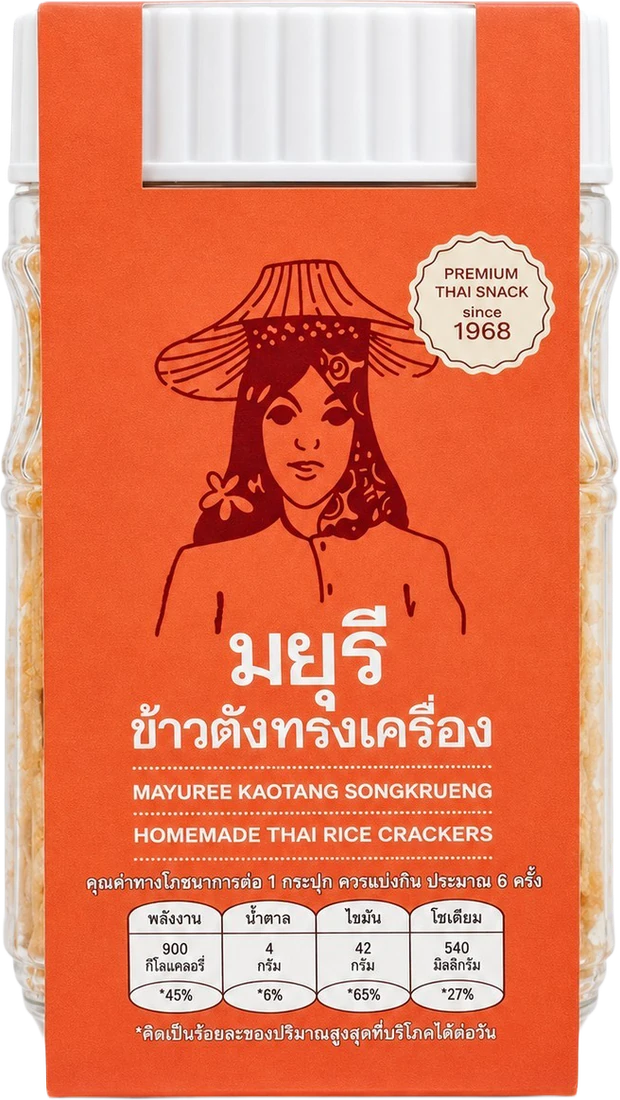 PREMIUM
THAI SNACK
since
1968
มยุรี
ข้าวตังทรงเครื่อง
MAYUREE KAOTANG SONGKRUENG
HOMEMADE THAI RICE CRACKERS
คุณค่าทางโภชนาการต่อ 1 กระปุก ควรแบ่งกิน ประมาณ 6 ครั้ง
พลังงาน น้ำตาล ไขมัน โซเดียม
900 4 42 540
กิโลแคลอรี่ กรัม กรัม มิลลิกรัม
*45% *6% *65% *27%
*คิดเป็นร้อยละของปริมาณสูงสุดที่บริโภคได้ต่อวัน